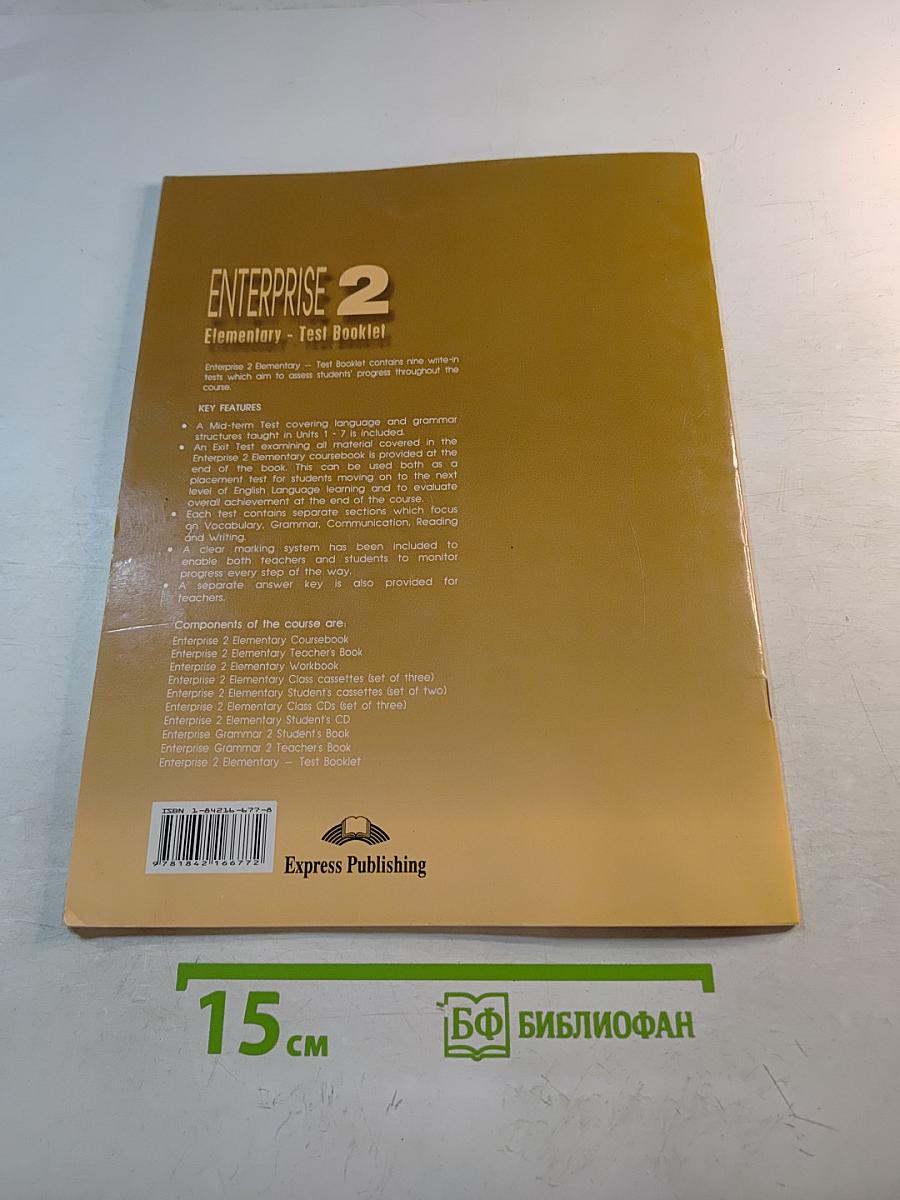 ENTERPRISE 2
Elementary - Test Booklet
Enterprise 2 Elementary – Test Booklet contains nine write-in
tests which aim to assess students' progress throughout the
course.
KEY FEATURES
• A Mid-term Test covering language and grammar
structures taught in Units 1 - 7 is included.
• An Exit Test examining all material covered in the
Enterprise 2 Elementary coursebook is provided at the
end of the book. This can be used both as a
placement test for students moving on to the next
level of English Language learning and to evaluate
overall achievement at the end of the course.
• Each test contains separate sections which focus
on Vocabulary, Grammar, Communication, Reading
and Writing.
• A clear marking system has been included to
enable both teachers and students to monitor
progress every step of the way.
• A separate answer key is also provided for
teachers.
Components of the course are:
Enterprise 2 Elementary Coursebook
Enterprise 2 Elementary Teacher's Book
Enterprise 2 Elementary Workbook
Enterprise 2 Elementary Class cassettes (set of three)
Enterprise 2 Elementary Student's cassettes (set of two)
Enterprise 2 Elementary Class CDs (set of three)
Enterprise 2 Elementary Student's CD
Enterprise Grammar 2 Student's Book
Enterprise Grammar 2 Teacher's Book
Enterprise 2 Elementary – Test Booklet
ISBN 1-84216-677-8
9 781842 166772
Express Publishing
15 см
БФ БИБЛИОФАН